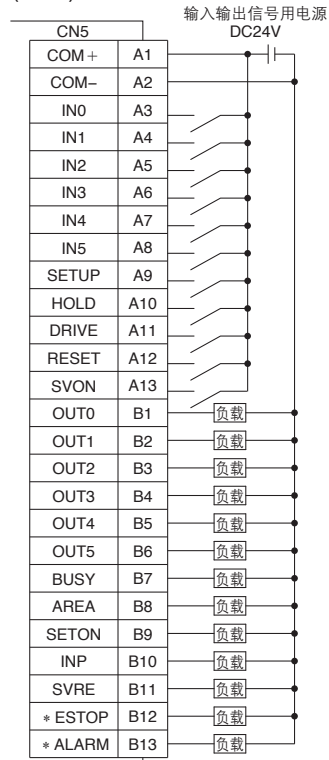 输入输出信号用电源
CN5 DC24V
COM+ A1
COM- A2
IN0 A3
IN1 A4
IN2 A5
IN3 A6
IN4 A7
IN5 A8
SETUP A9
HOLD A10
DRIVE A11
RESET A12
SVON A13
OUT0 B1 负载
OUT1 B2 负载
OUT2 B3 负载
OUT3 B4 负载
OUT4 B5 负载
OUT5 B6 负载
BUSY B7 负载
AREA B8 负载
SETON B9 负载
INP B10 负载
SVRE B11 负载
* ESTOP B12 负载
* ALARM B13 负载